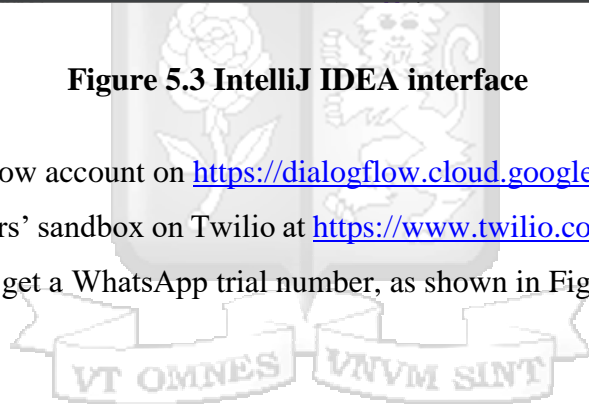 Figure 5.3 IntelliJ IDEA interface
ow account on https://dialogflow.cloud.google
rs’ sandbox on Twilio at https://www.twilio.co
get a WhatsApp trial number, as shown in Fig
VT OMNES VNVM SINT